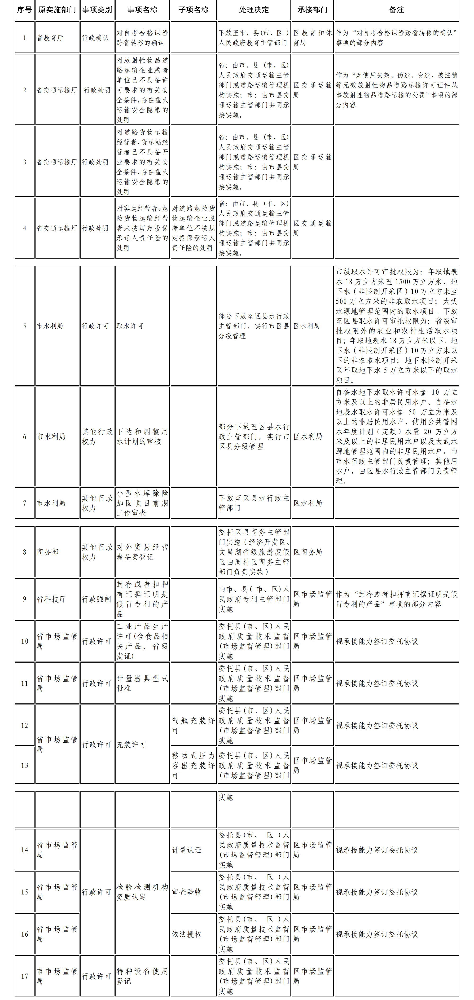 序号 原实施部门 事项类别 事项名称 子项名称 处理决定 承接部门 备注
1
省教育厅
行政确认
对自考合格课程
跨省转移的确认
下放至市、县(市、区 )
人民政府教育主管部门
区教育和体
育局
作为“对自考合格课程跨省转移的确认”
事项的部分内容
2
省交通运输厅
行政处罚
对放射性物品道
路运输企业或者
单位已不具备许
可要求的有关安
全条件,存在重大
运输安全隐患的
处罚
省：由市、县 (市、区)
人民政府交通运输主管
部门或道路运输管理机
构实施；市：由市县交
通运输主管部门共同承
接实施。
区交通运输
局
作为“对使用失效、伪造、变造、被注销
等无效放射性物品道路运输许可证件从
事放射性物品道路运输的处罚”事项的部
分内容
3
省交通运输厅
行政处罚
对道路货物运输
经营者、货运站经
营者已不具备开
业要求的有关安
全条件、存在重大
运输安全隐患的
处罚
省：由市、县 (市、区)
人民政府交通运输主管
部门或道路运输管理机
构实施；市：由市县交
通运输主管部门共同承
接实施。
区交通运输
局
4
省交通运输厅
行政处罚
对客运经营者、危
险货物运输经营
者未按规定投保
承运人责任险的
处罚
对道路危险货
物运输企业或
者单位不按规
定投保承运人
责任险的处罚
省：由市、县 (市、区)
人民政府交通运输主管
部门或道路运输管理机
构实施；市：由市县交
通运输主管部门共同承
接实施。
区交通运输
局
5
市水利局
行政许可
取水许可
部分下放至区县水行政
主管部门，实行市区县
分级管理
区水利局
市级取水许可审批权限为：年取地表
水 18 万立方米至 1500 万立方米、地
下水（非限制开采区）10 万立方米至
500 万立方米的非农取水项目；大武
水源地管理范围内的取水项目。下放
至区县取水许可审批权限为：省级审
批权限外的农业和农村生活取水项
目；年取地表水 18 万立方米以下、地
下水（非限制开采区）10 万立方米以
下的非农取水项目；地下水限制开采
区年取地下水 5 万立方米以下的取水
项目。
6
市水利局
其他行政
权力
下达和调整用
水计划的审核
部分下放至区县水行
政主管部门，实行市
区县分级管理
区水利局
自备水地下水取水许可水量 10 万立
方米及以上的非居民用水户、自备水
地表水取水许可水量 50 万立方米及
以上的非居民用水户、使用公共管网
水年度计划（定额）水量 20 万立方
米及以上的非居民用水户以及大武水
源地管理范围内的非居民用水户，由
市水行政主管部门负责管理；其他用
水户，由区县水行政主管部门负责管
理。
7
市水利局
其他行政
权力
小型水库除险
加固项目前期
工作审查
下放至区县水行政主
管部门
区水利局
8
商务部
其他行政
权力
对外贸易经营
者备案登记
委托区县商务主管部
门实施（经济开发区、
文昌湖省级旅游度假
区由周村区商务主管
部门负责实施）
区商务局
9
省科技厅
行政强制
封存或者扣押
有证据证明是
假冒专利的产
品
由市、县( 市、区)人
民政府专利主管部门
实施
区市场监管
局
作为“封存或者扣押有证据证明是假
冒专利的产品”事项的部分内容
10
省市场监管
局
行政许可
工业产品生产
许可(含食品相
关产品，省级
发证)
委托县(市、区)人民
政府质量技术监督
(市场监督管理)部门
实施
区市场监管
局
视承接能力签订委托协议
11
省市场监管
局
行政许可
计量器具型式
批准
委托县(市、区)人民
政府质量技术监督
(市场监督管理)部门
实施
区市场监管
局
视承接能力签订委托协议
12
省市场监管
局
行政许可
充装许可
气瓶充装许
可
委托县(市、区)人民
政府质量技术监督
(市场监督管理)部门
实施
区市场监管
局
视承接能力签订委托协议
13
移动式压力
容器充装许
可
委托县(市、区)人民
政府质量技术监督
(市场监督管理)部门
区市场监管
局
视承接能力签订委托协议
实施
14
省市场监管
局
行政许可
检验检测机构
资质认定
计量认证
委托县(市、 区 )人
民政府质量技术监督
(市场监督管理)部门
实施
区市场监管
局
视承接能力签订委托协议
15
省市场监管
局
审查验收
委托县(市、 区 )人
民政府质量技术监督
(市场监督管理)部门
实施
区市场监管
局
视承接能力签订委托协议
16
省市场监管
局
依法授权
委托县(市、 区 )人
民政府质量技术监督
(市场监督管理)部门
实施
区市场监管
局
视承接能力签订委托协议
17
市市场监管
局
行政许可
特种设备使用
登记
委托县(市、区)人民
政府质量技术监督
(市场监督管理)部门
实施
区市场监管
局